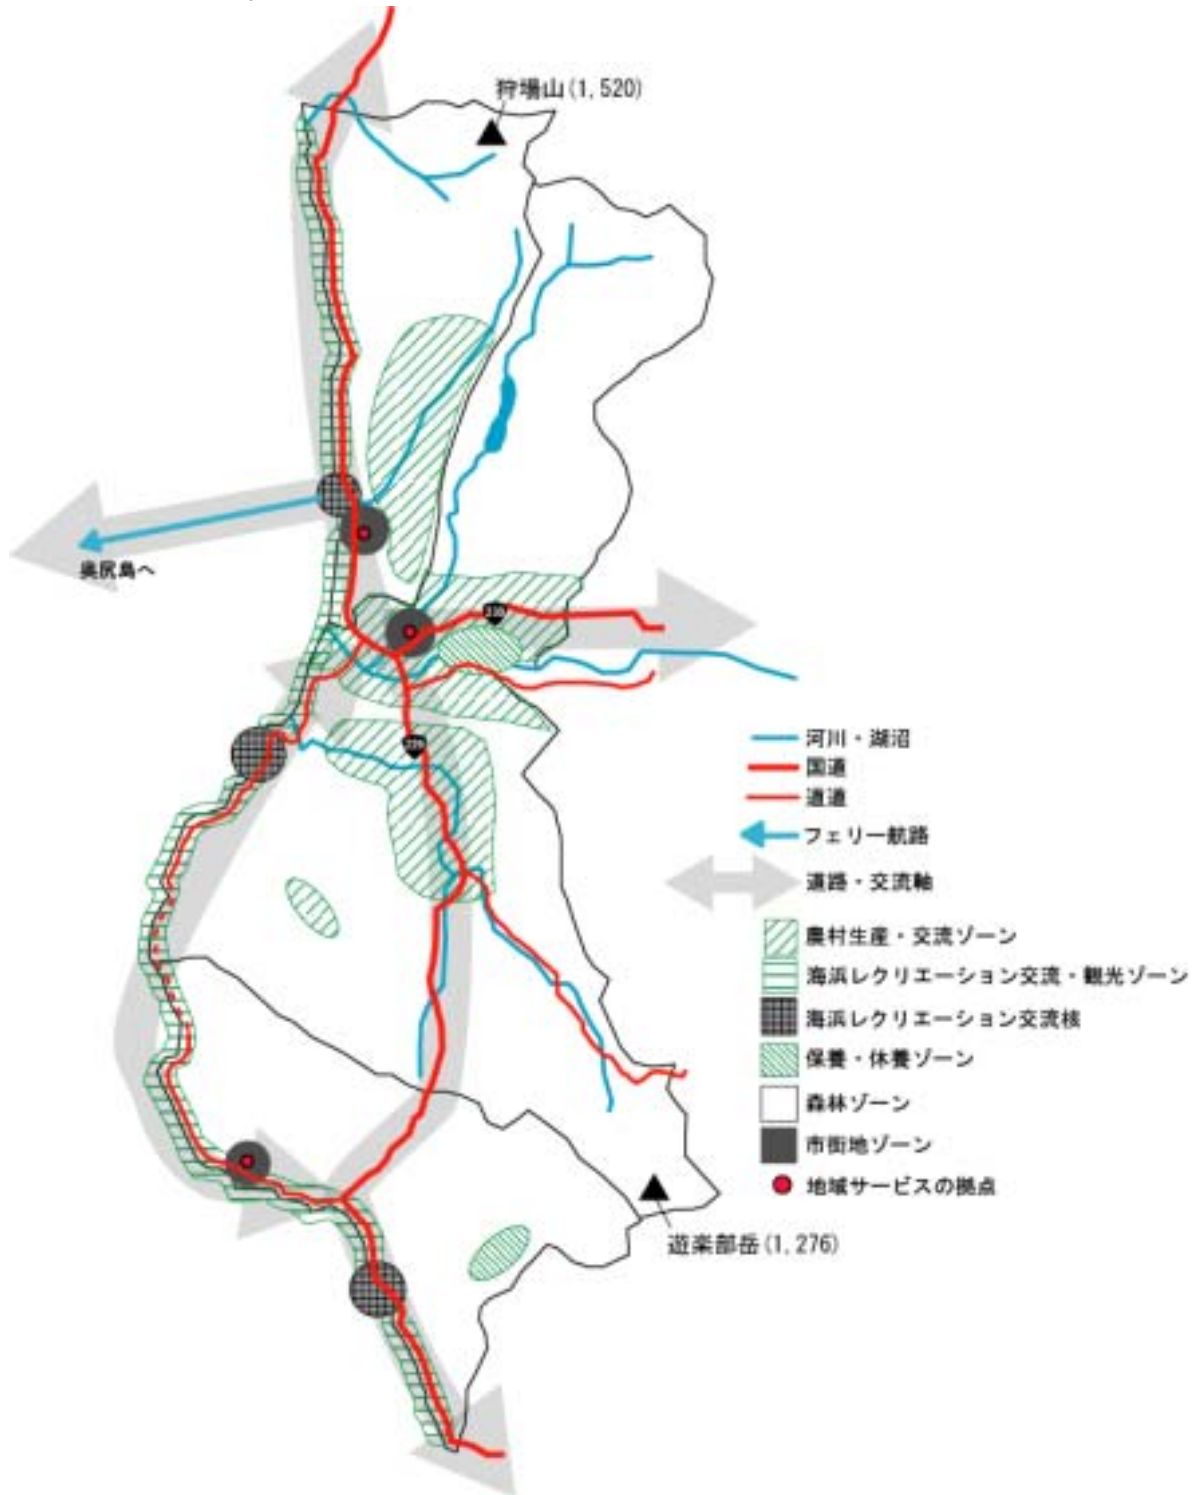 狩場山(1,520)
奥尻島へ
230
229
河川・湖沼
国道
道道
フェリー航路
道路・交流軸
農村生産・交流ゾーン
海浜レクリエーション交流・観光ゾーン
海浜レクリエーション交流核
保養・休養ゾーン
森林ゾーン
市街地ゾーン
地域サービスの拠点
遊楽部岳(1,276)